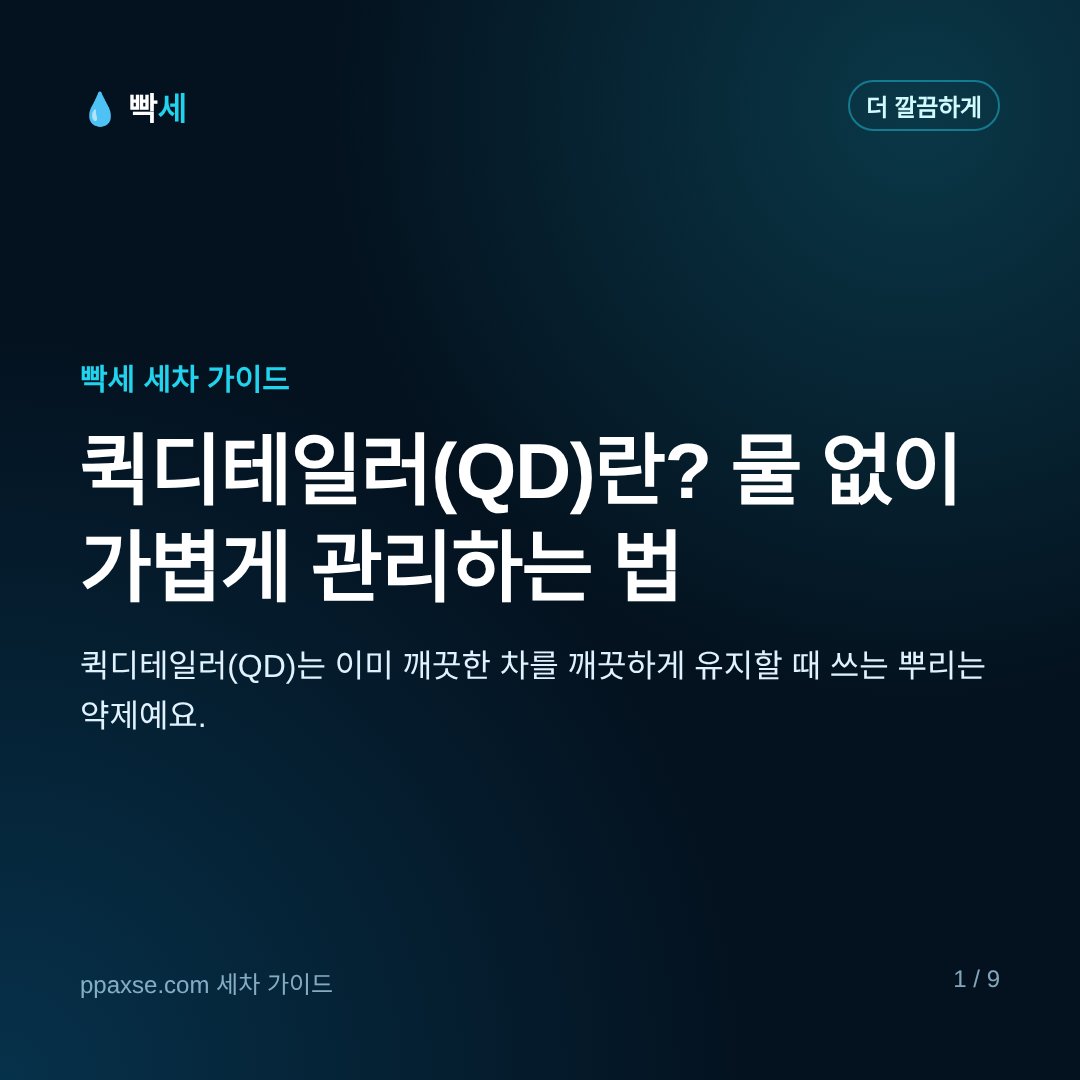 빡세
더 깔끔하게
빡세 세차 가이드
퀵디테일러(QD)란? 물 없이
가볍게 관리하는 법
퀵디테일러(QD)는 이미 깨끗한 차를 깨끗하게 유지할 때 쓰는 뿌리는
약제예요.
ppaxse.com 세차 가이드
1 / 9